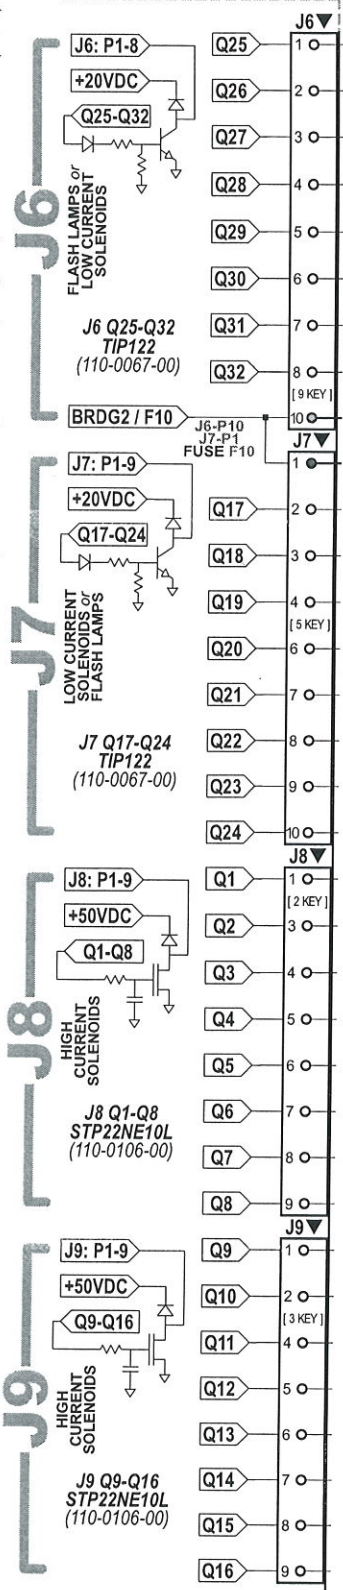 J6▼
J6
J6: P1-8
+20VDC
Q25-Q32
FLASH LAMPS or
LOW CURRENT
SOLENOIDS
J6 Q25-Q32
TIP122
(110-0067-00)
Q25 1
Q26 2
Q27 3
Q28 4
Q29 5
Q30 6
Q31 7
Q32 8
[ 9 KEY ]
BRDG2 / F10 10
J6-P10
J7-P1
FUSE F10
J7▼
J7
J7: P1-9
+20VDC
Q17-Q24
LOW CURRENT
SOLENOIDS or
FLASH LAMPS
J7 Q17-Q24
TIP122
(110-0067-00)
1
Q17 2
Q18 3
Q19 4
[ 5 KEY ]
Q20 6
Q21 7
Q22 8
Q23 9
Q24 10
J8▼
J8
J8: P1-9
+50VDC
Q1-Q8
HIGH
CURRENT
SOLENOIDS
J8 Q1-Q8
STP22NE10L
(110-0106-00)
Q1 1
[ 2 KEY ]
Q2 3
Q3 4
Q4 5
Q5 6
Q6 7
Q7 8
Q8 9
J9▼
J9
J9: P1-9
+50VDC
Q9-Q16
HIGH
CURRENT
SOLENOIDS
J9 Q9-Q16
STP22NE10L
(110-0106-00)
Q9 1
Q10 2
[ 3 KEY ]
Q11 4
Q12 5
Q13 6
Q14 7
Q15 8
Q16 9